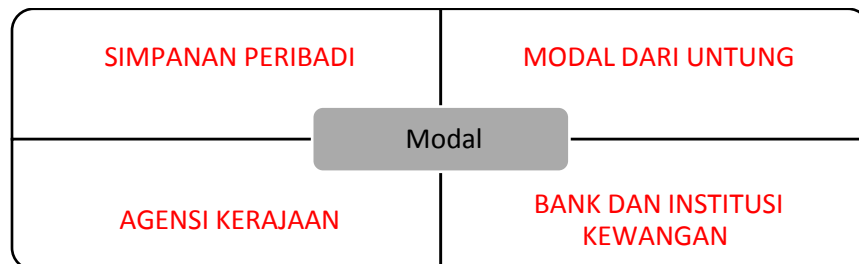 SIMPANAN PERIBADI
MODAL DARI UNTUNG
Modal
AGENSI KERAJAAN
BANK DAN INSTITUSI
KEWANGAN